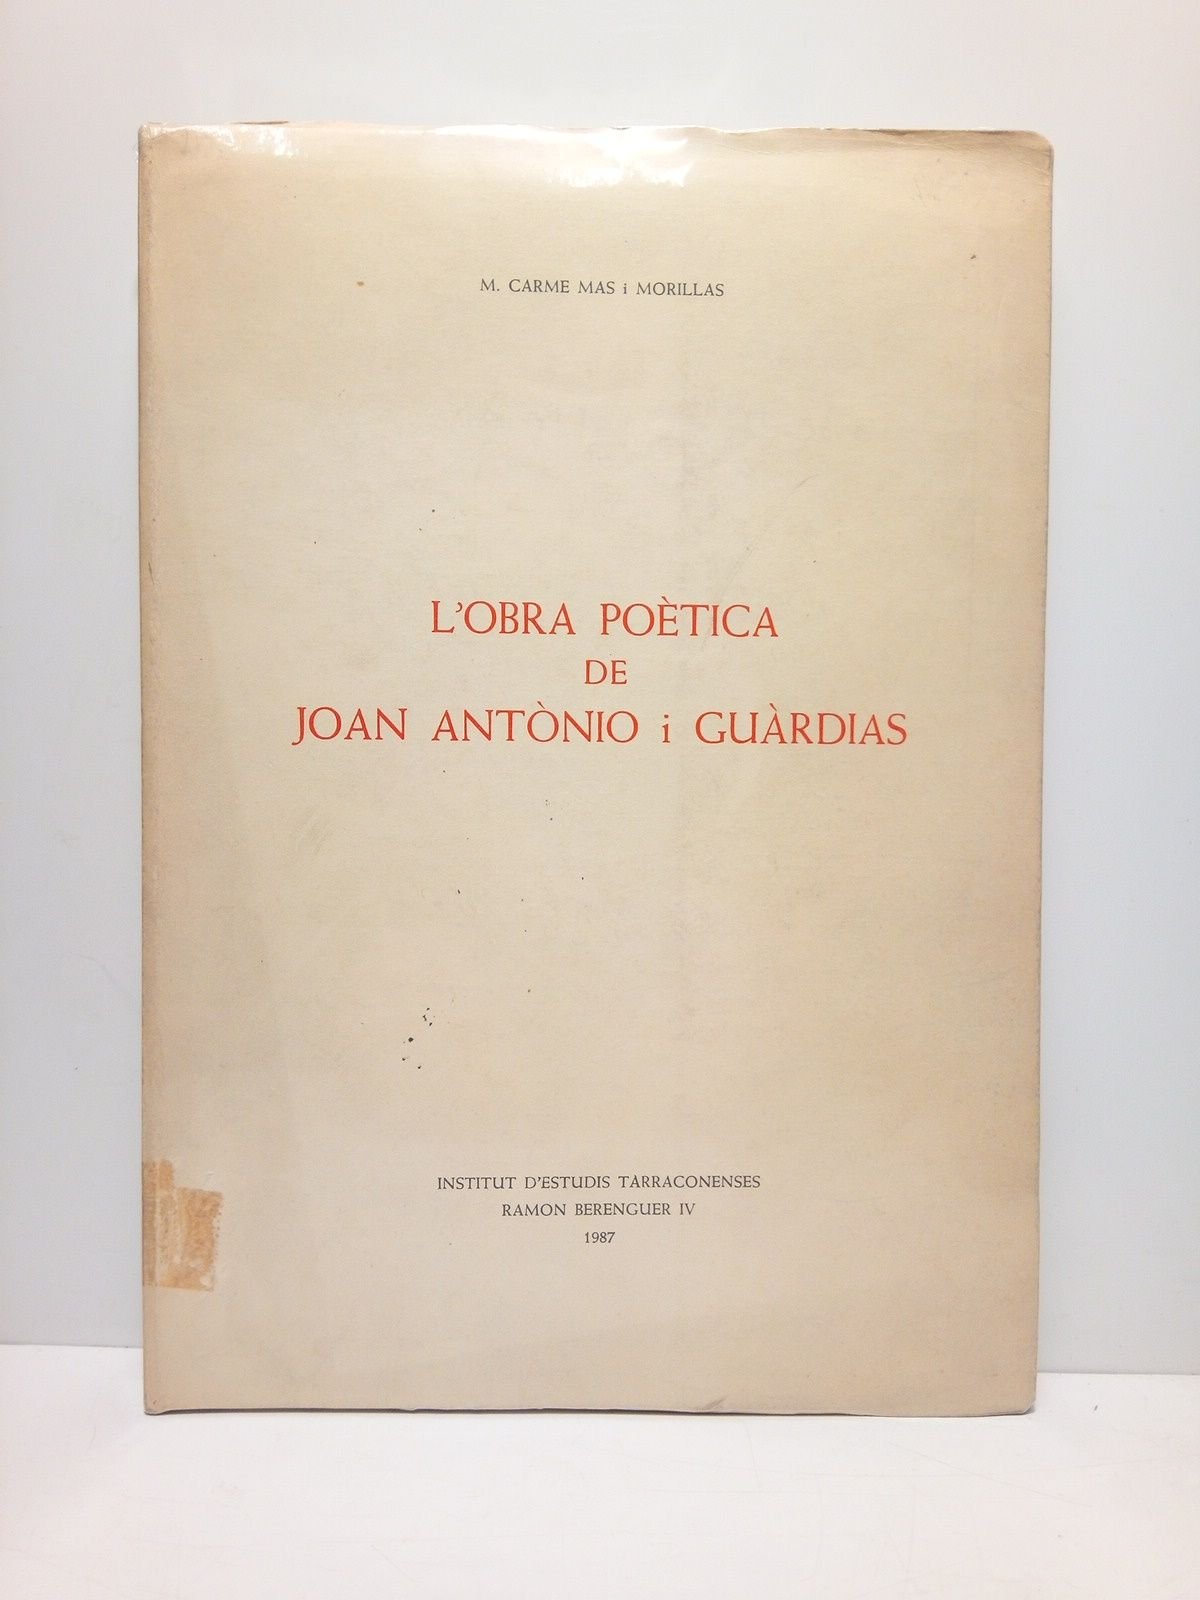 M. CARME MAS i MORILLAS
L'OBRA POÈTICA
DE
JOAN ANTÒNIO i GUÀRDIAS
INSTITUT D'ESTUDIS TARRACONENSES
RAMON BERENGUER IV
1987